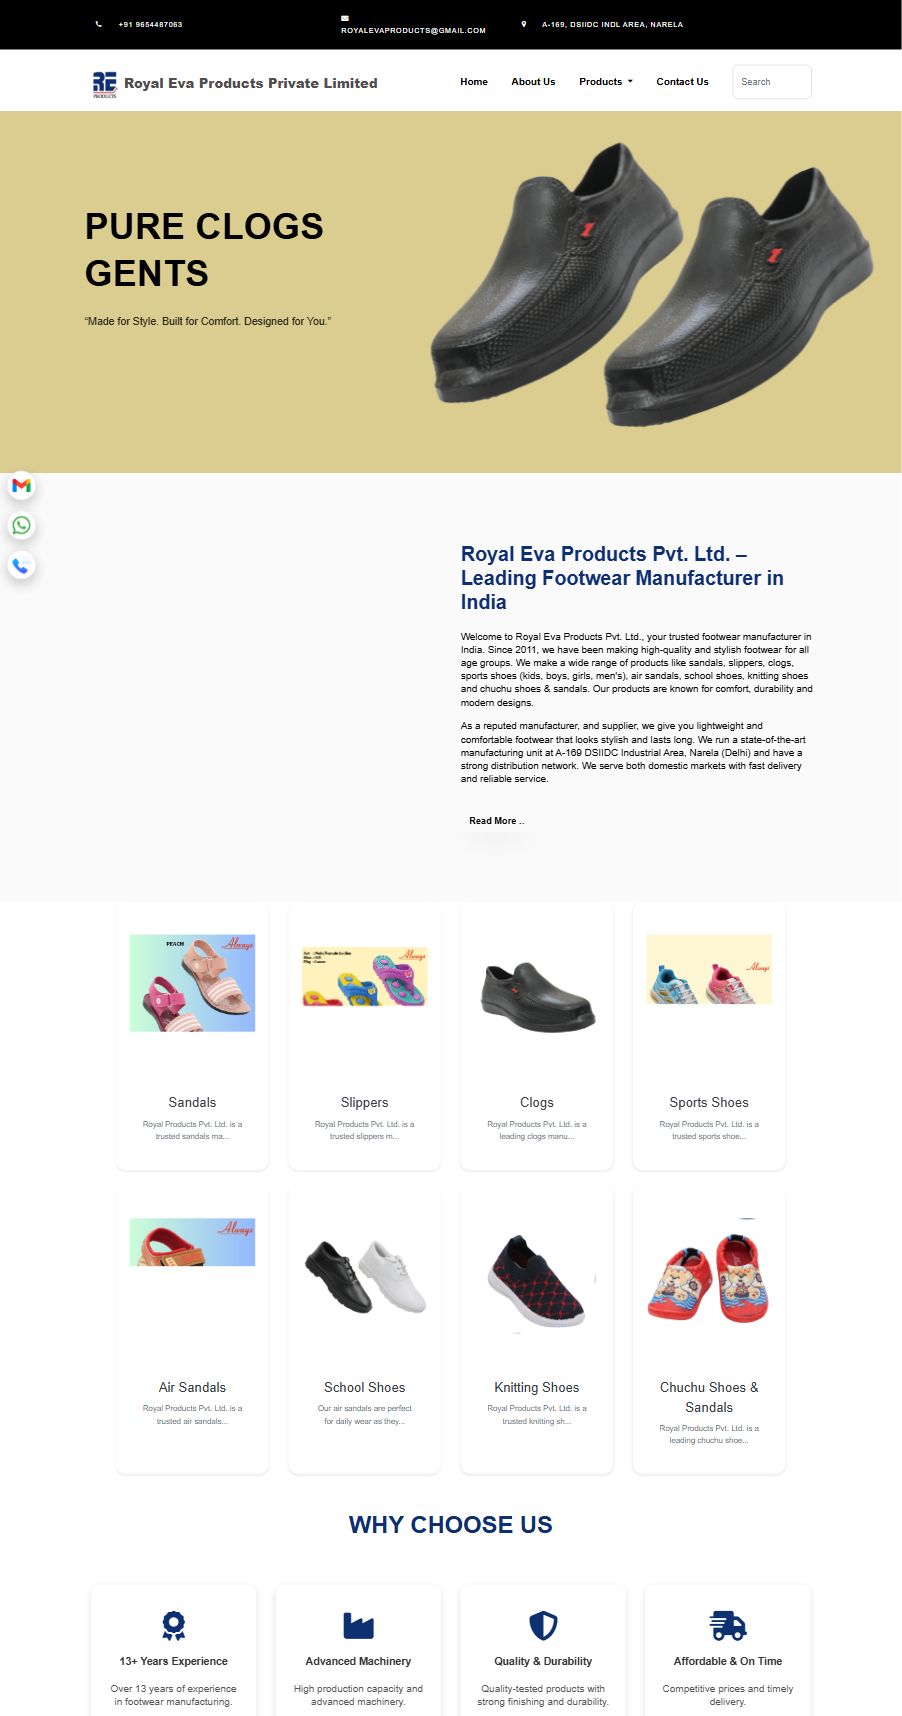 +91 9654487063
ROYALEVAPRODUCTS@GMAIL.COM
A-169, DSIIDC INDL AREA, NARELA
RE
PRODUCTS
Royal Eva Products Private Limited
Home
About Us
Products
Contact Us
Search
PURE CLOGS
GENTS
“Made for Style. Built for Comfort. Designed for You.”
Royal Eva Products Pvt. Ltd. –
Leading Footwear Manufacturer in
India
Welcome to Royal Eva Products Pvt. Ltd., your trusted footwear manufacturer in
India. Since 2011, we have been making high-quality and stylish footwear for all
age groups. We make a wide range of products like sandals, slippers, clogs,
sports shoes (kids, boys, girls, men's), air sandals, school shoes, knitting shoes
and chuchu shoes & sandals. Our products are known for comfort, durability and
modern designs.
As a reputed manufacturer, and supplier, we give you lightweight and
comfortable footwear that looks stylish and lasts long. We run a state-of-the-art
manufacturing unit at A-169 DSIIDC Industrial Area, Narela (Delhi) and have a
strong distribution network. We serve both domestic markets with fast delivery
and reliable service.
Read More ..
PEACH
Always
Always
Always
Sandals
Royal Products Pvt. Ltd. is a
trusted sandals ma...
Slippers
Royal Products Pvt. Ltd. is a
trusted slippers m...
Clogs
Royal Products Pvt. Ltd. is a
leading clogs manu...
Sports Shoes
Royal Products Pvt. Ltd. is a
trusted sports shoe...
Always
Air Sandals
Royal Products Pvt. Ltd. is a
trusted air sandals...
School Shoes
Our air sandals are perfect
for daily wear as they...
Knitting Shoes
Royal Products Pvt. Ltd. is a
trusted knitting sh...
Chuchu Shoes &
Sandals
Royal Products Pvt. Ltd. is a
leading chuchu shoe...
WHY CHOOSE US
13+ Years Experience
Over 13 years of experience
in footwear manufacturing.
Advanced Machinery
High production capacity and
advanced machinery.
Quality & Durability
Quality-tested products with
strong finishing and durability.
Affordable & On Time
Competitive prices and timely
delivery.